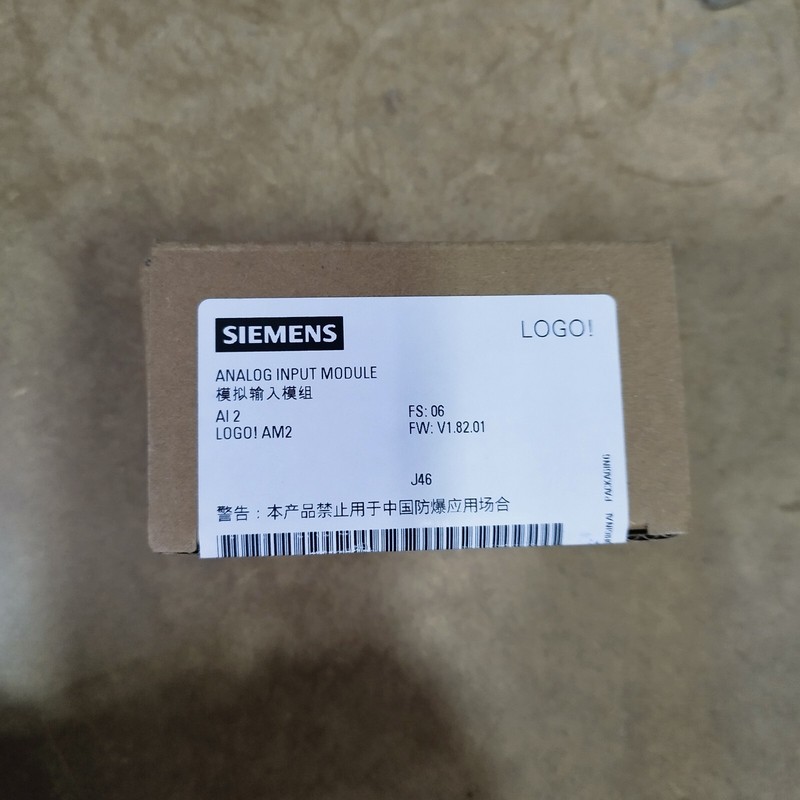 SIEMENS
LOGO!
ANALOG INPUT MODULE
模拟输入模组
AI 2
LOGO! AM2
FS: 06
FW: V1.82.01
J46
警告：本产品禁止用于中国防爆应用场合
PACKAGING